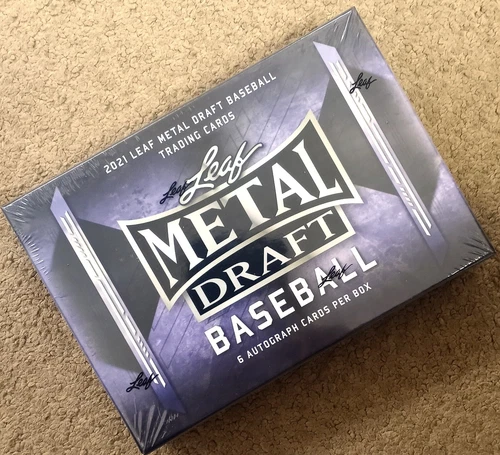 2021 LEAF METAL DRAFT BASEBALL
TRADING CARDS
Leaf
Leaf
Leaf
METAL
DRAFT
BASEBALL
Leaf
6 AUTOGRAPH CARDS PER BOX
Leaf